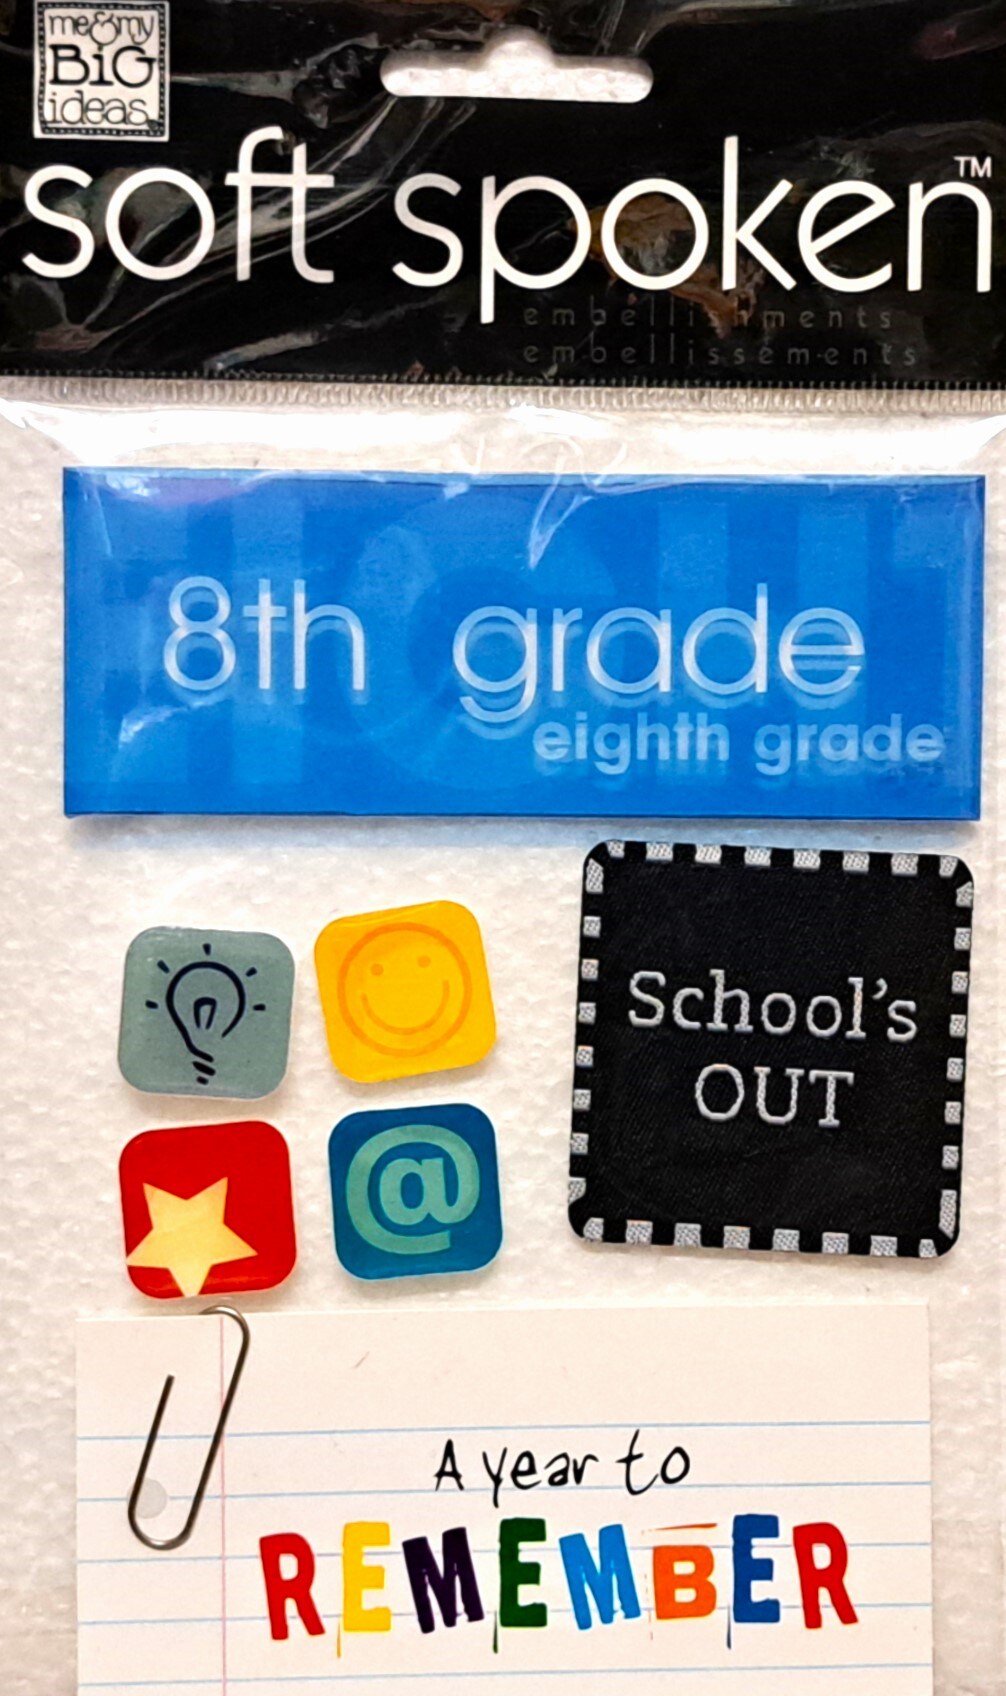 me&my
BiG
ideas
soft spoken™
embellishments
embellissements
8th grade
eighth grade
@
School's
OUT
A year to
REMEMBER